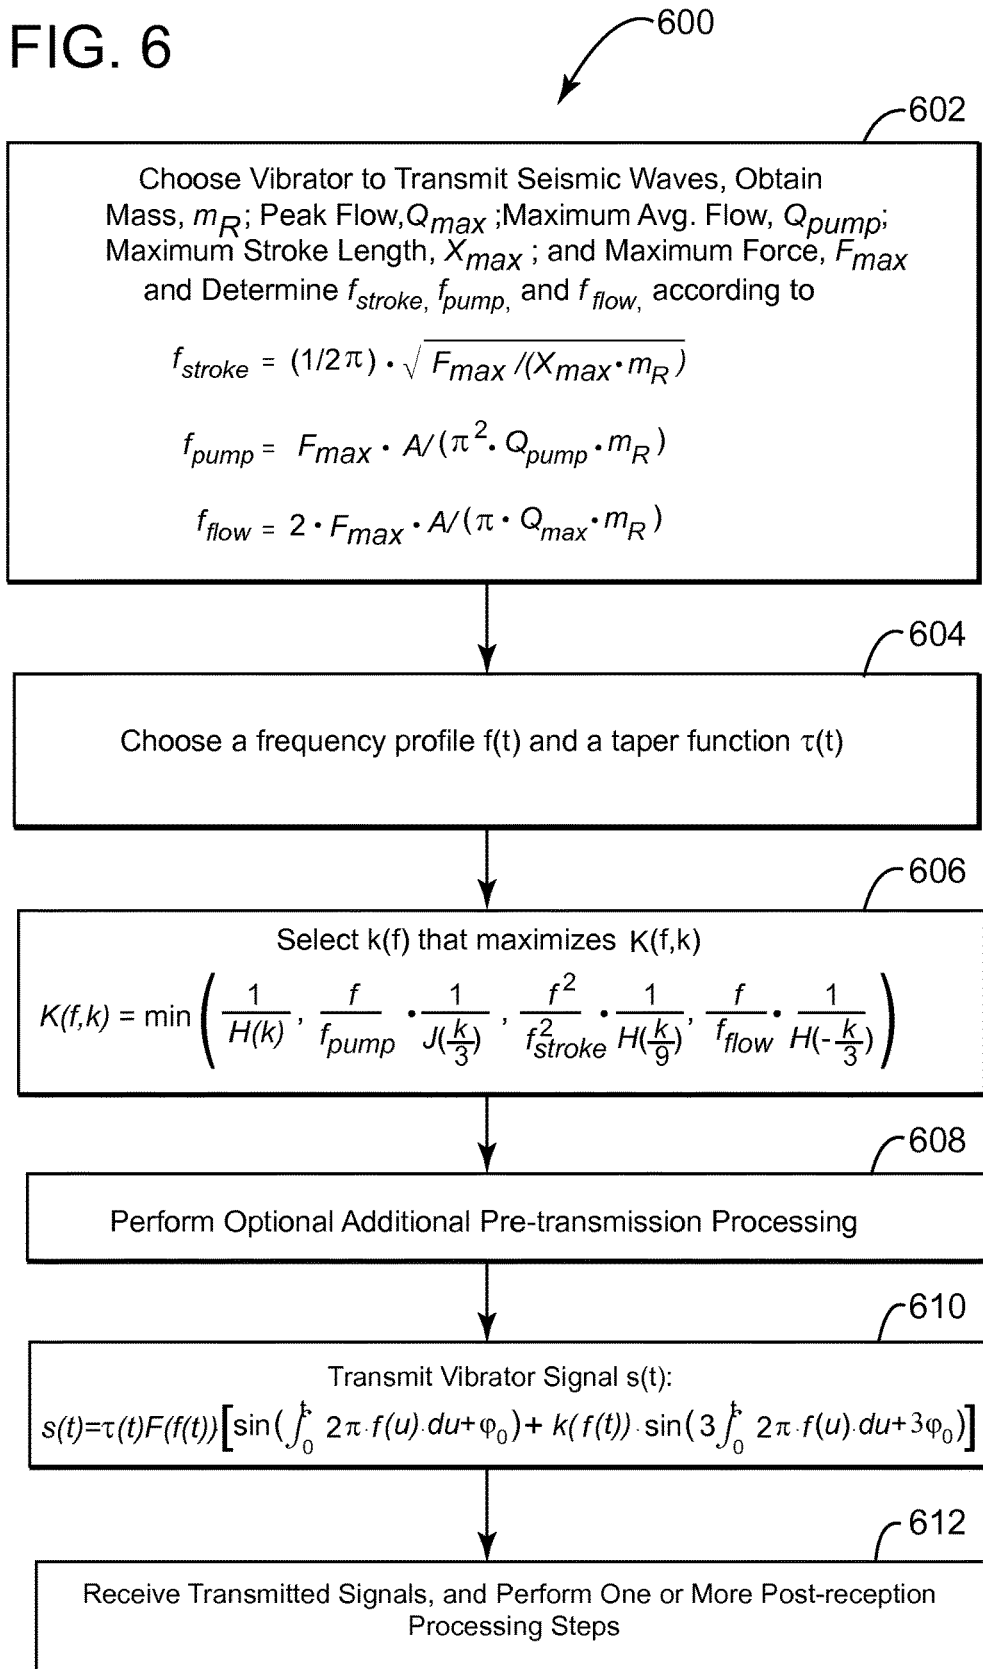 FIG. 6
600
602
Choose Vibrator to Transmit Seismic Waves, Obtain
Mass, m_R; Peak Flow,Q_max ;Maximum Avg. Flow, Q_pump;
Maximum Stroke Length, X_max ; and Maximum Force, F_max
and Determine f_stroke, f_pump, and f_flow, according to
f_stroke = (1/2π) • √ F_max /(X_max • m_R)
f_pump = F_max • A/(π² • Q_pump • m_R)
f_flow = 2 • F_max • A/(π • Q_max • m_R)
604
Choose a frequency profile f(t) and a taper function τ(t)
606
Select k(f) that maximizes K(f,k)
K(f,k) = min ( 1/H(k) , f/f_pump • 1/J(k/3) , f²/f²_stroke • 1/H(k/9) , f/f_flow • 1/H(-k/3) )
608
Perform Optional Additional Pre-transmission Processing
610
Transmit Vibrator Signal s(t):
s(t)=τ(t)F(f(t))[sin(∫₀ᵗ 2π·f(u)·du+φ₀)+ k(f(t))·sin(3∫₀ᵗ 2π·f(u)·du+3φ₀)]
612
Receive Transmitted Signals, and Perform One or More Post-reception
Processing Steps